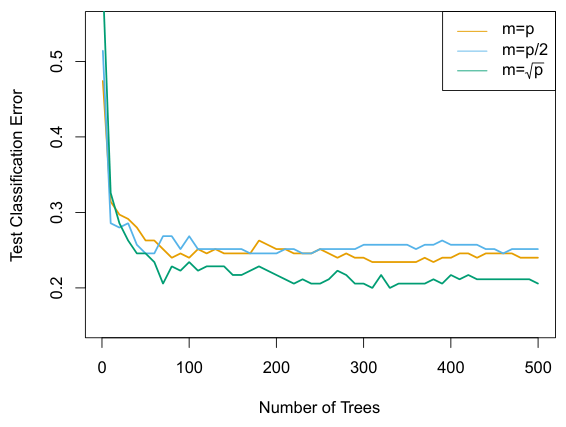 m=p
m=p/2
m=√p
0.5
0.4
0.3
0.2
Test Classification Error
0 100 200 300 400 500
Number of Trees